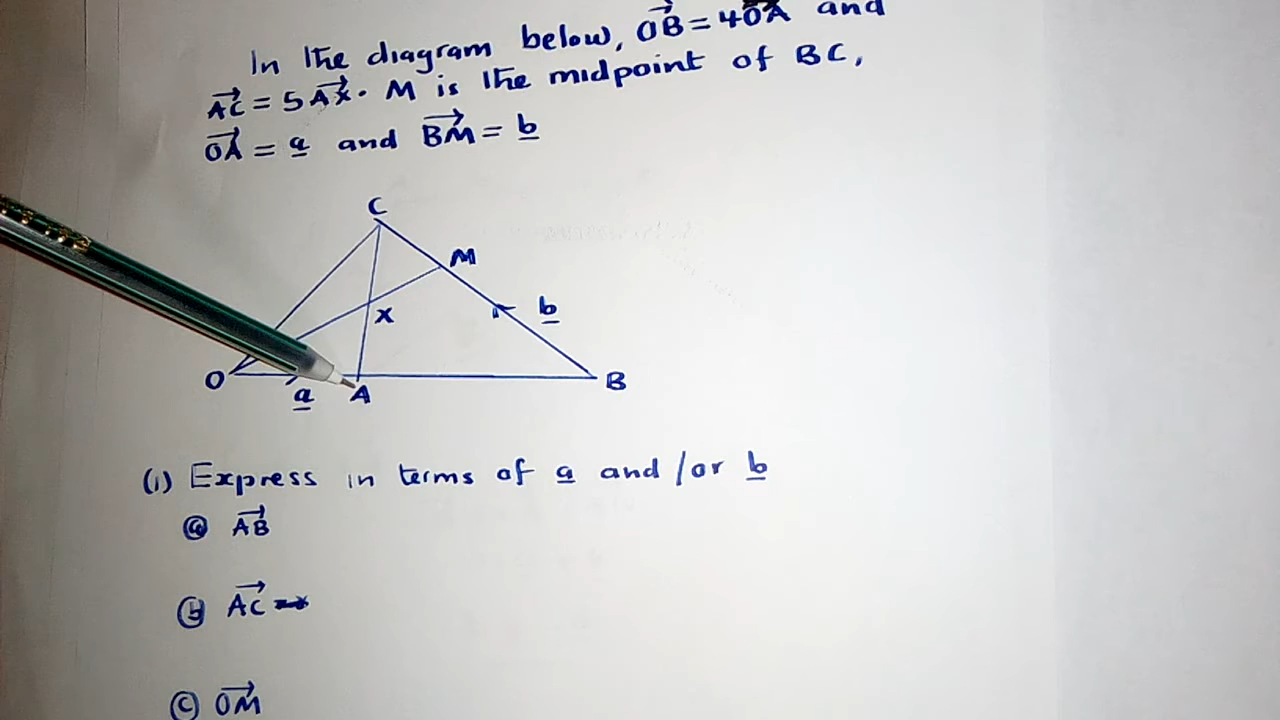 In the diagram below, OB→ = 4OA→ and
AC→ = 5AX→. M is the midpoint of BC,
OA→ = a and BM→ = b
C
M
b
X
O
a
A
B
(i) Express in terms of a and/or b
(a) AB→
(b) AC→
(c) OM→